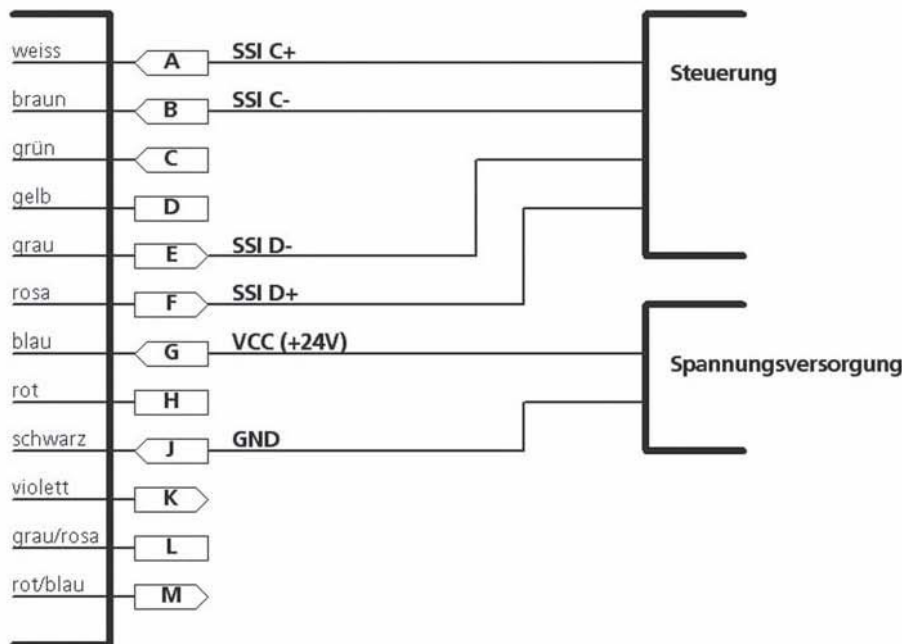 weiss A SSI C+
Steuerung
braun B SSI C-
grün C
gelb D
grau E SSI D-
rosa F SSI D+
blau G VCC (+24V)
Spannungsversorgung
rot H
schwarz J GND
violett K
grau/rosa L
rot/blau M